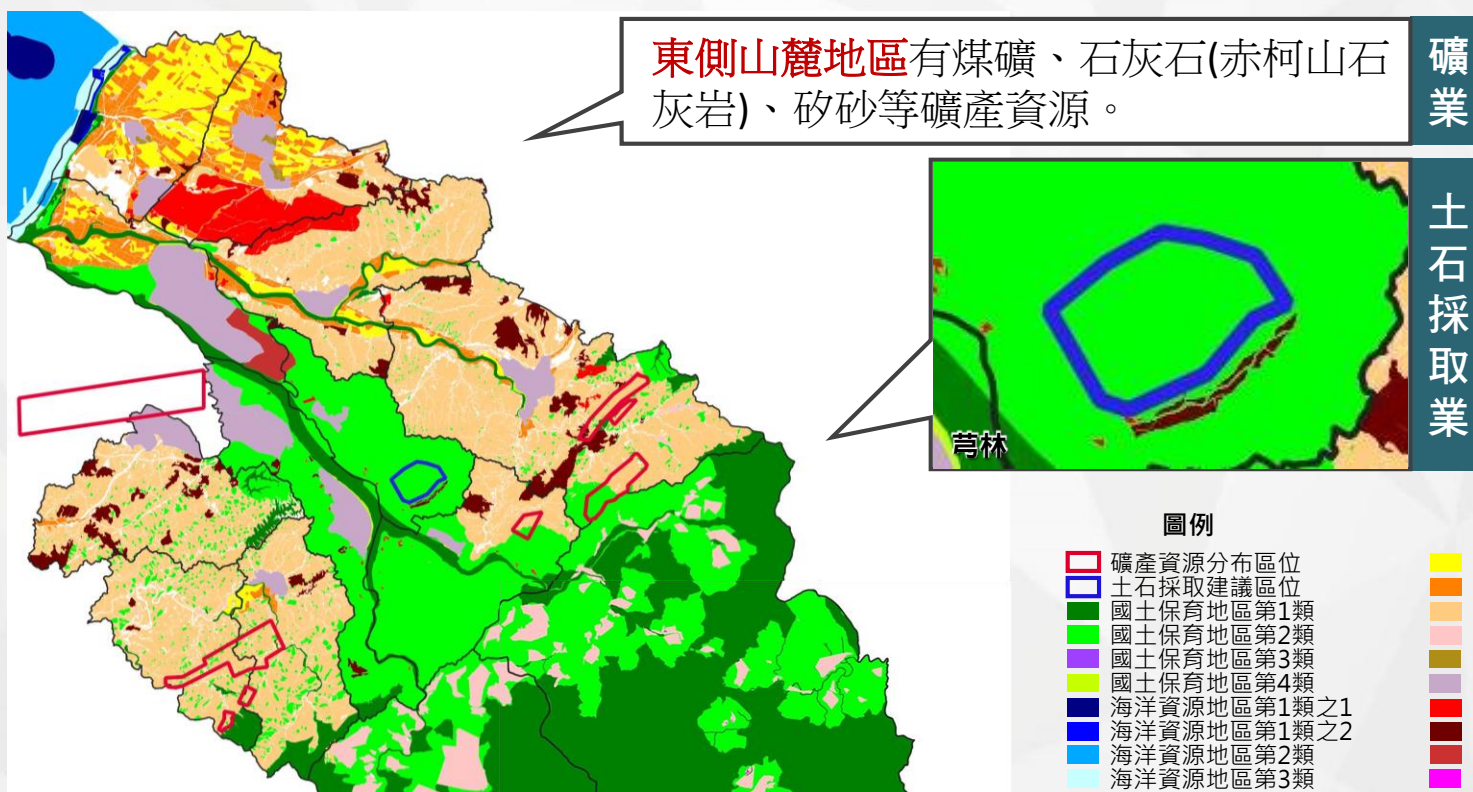 東側山麓地區有煤礦、石灰石(赤柯山石
灰岩)、矽砂等礦產資源。
礦業
土石採取業
芎林
圖例
礦產資源分布區位
土石採取建議區位
國土保育地區第1類
國土保育地區第2類
國土保育地區第3類
國土保育地區第4類
海洋資源地區第1類之1
海洋資源地區第1類之2
海洋資源地區第2類
海洋資源地區第3類